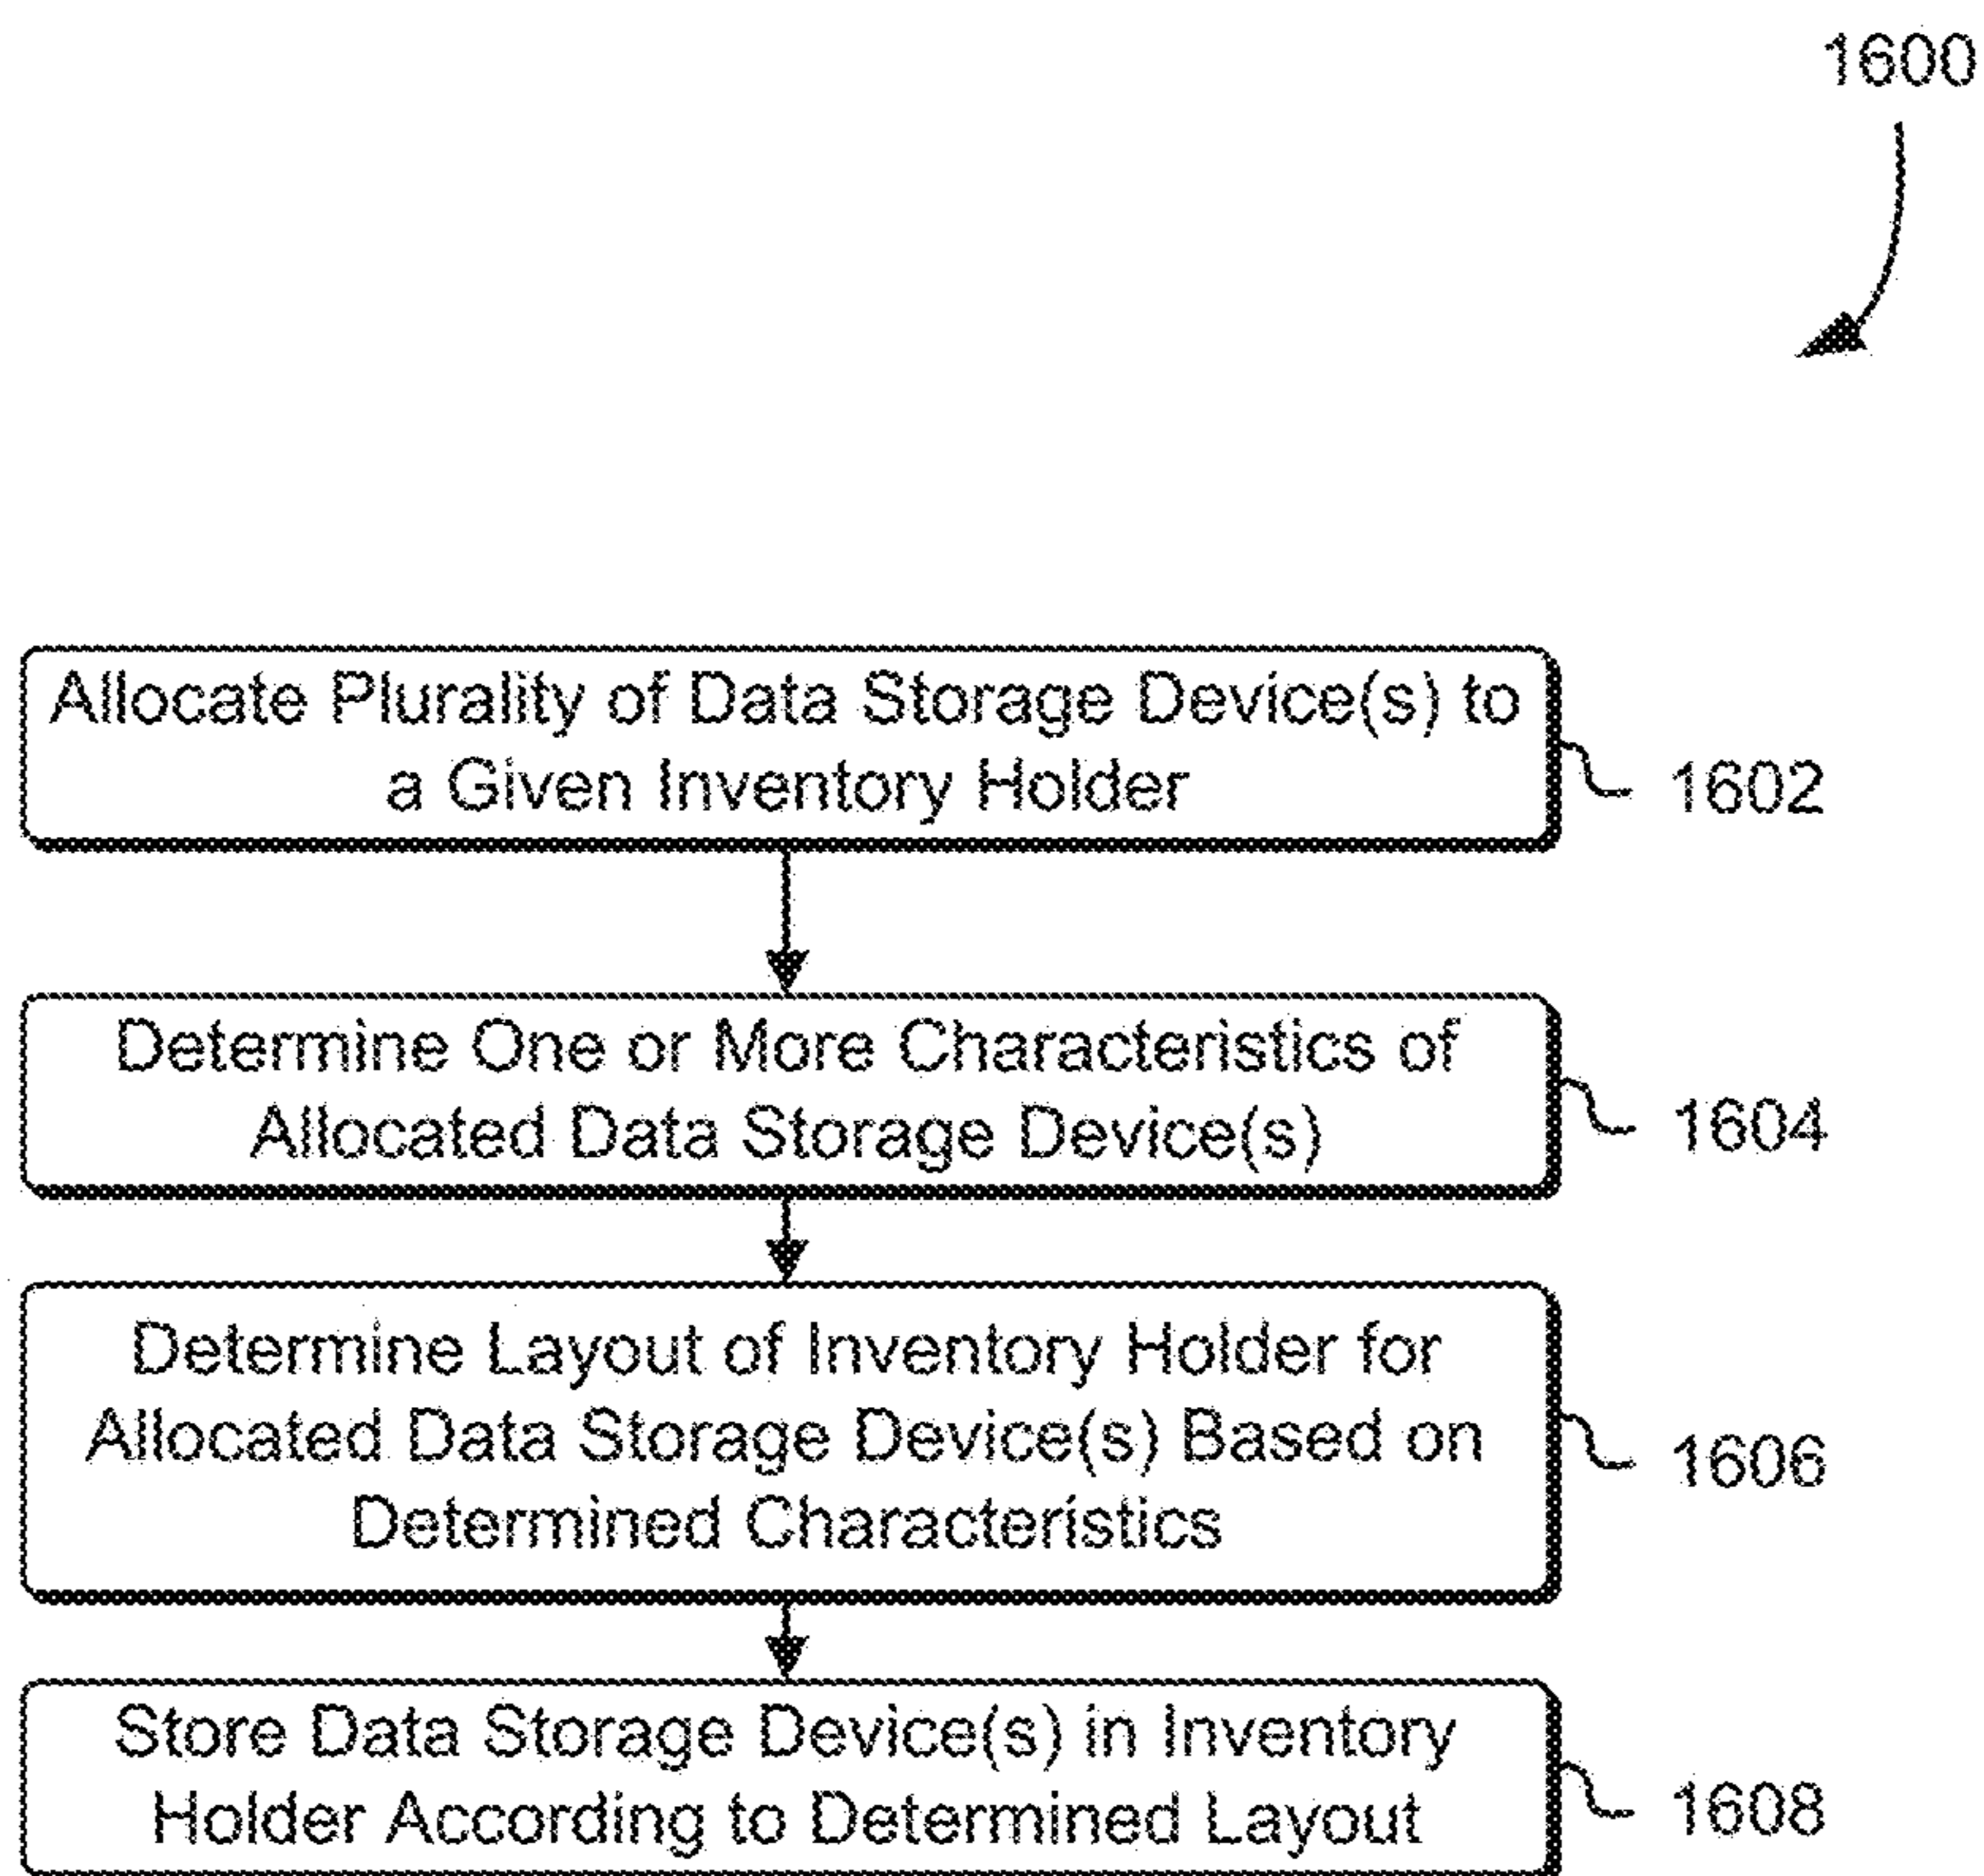 1600
Allocate Plurality of Data Storage Device(s) to
a Given Inventory Holder
1602
Determine One or More Characteristics of
Allocated Data Storage Device(s)
1604
Determine Layout of Inventory Holder for
Allocated Data Storage Device(s) Based on
Determined Characteristics
1606
Store Data Storage Device(s) in Inventory
Holder According to Determined Layout
1608